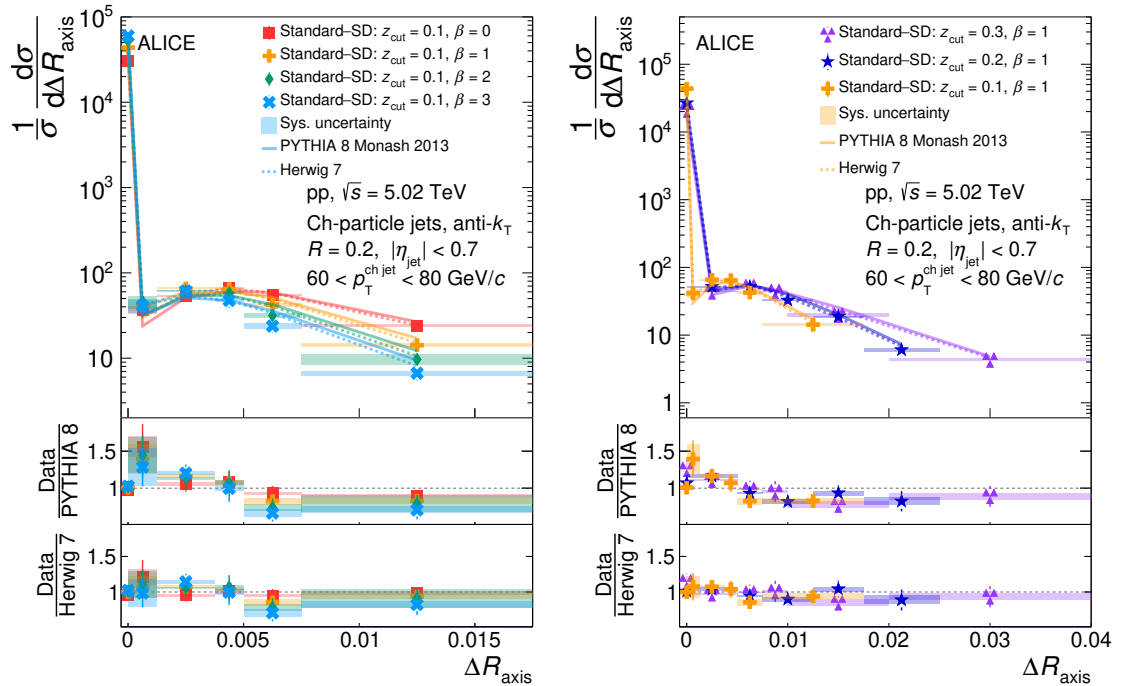 1/σ dσ/dΔR_axis
10^5
10^4
10^3
10^2
10
ALICE
Standard–SD: z_cut = 0.1, β = 0
Standard–SD: z_cut = 0.1, β = 1
Standard–SD: z_cut = 0.1, β = 2
Standard–SD: z_cut = 0.1, β = 3
Sys. uncertainty
PYTHIA 8 Monash 2013
Herwig 7
pp, √s = 5.02 TeV
Ch-particle jets, anti-k_T
R = 0.2, |η_jet| < 0.7
60 < p_T^ch jet < 80 GeV/c
Data/PYTHIA 8
1.5
1
Data/Herwig 7
1.5
1
0 0.005 0.01 0.015
ΔR_axis
1/σ dσ/dΔR_axis
10^5
10^4
10^3
10^2
10
1
ALICE
Standard–SD: z_cut = 0.3, β = 1
Standard–SD: z_cut = 0.2, β = 1
Standard–SD: z_cut = 0.1, β = 1
Sys. uncertainty
PYTHIA 8 Monash 2013
Herwig 7
pp, √s = 5.02 TeV
Ch-particle jets, anti-k_T
R = 0.2, |η_jet| < 0.7
60 < p_T^ch jet < 80 GeV/c
Data/PYTHIA 8
1.5
1
Data/Herwig 7
1.5
1
0 0.01 0.02 0.03 0.04
ΔR_axis